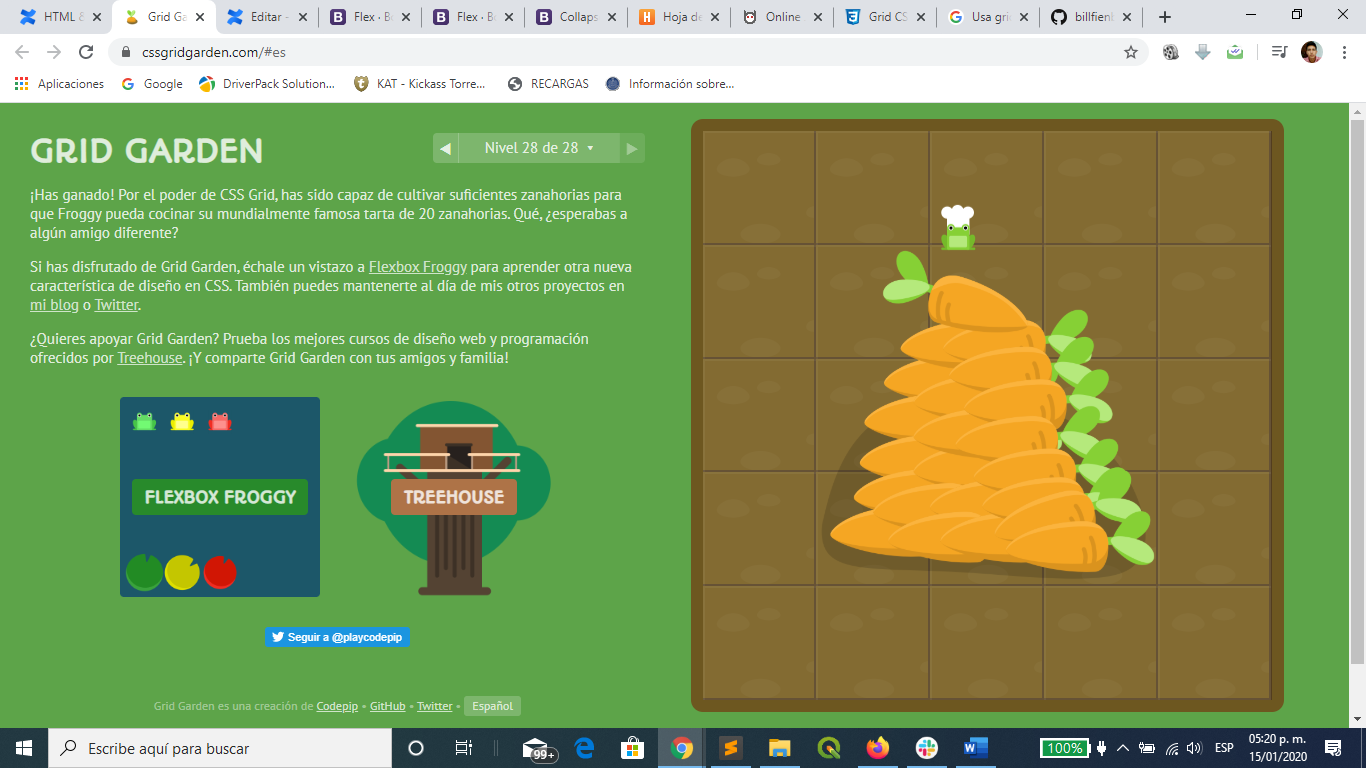 HTML &
Grid Ga
Editar -
Flex · Bo
Flex · Bo
Collaps
Hoja de
Online
Grid CS
Usa gri
billfienb
cssgridgarden.com/#es
Aplicaciones
Google
DriverPack Solution...
KAT - Kickass Torre...
RECARGAS
Información sobre...
GRID GARDEN
Nivel 28 de 28
¡Has ganado! Por el poder de CSS Grid, has sido capaz de cultivar suficientes zanahorias para
que Froggy pueda cocinar su mundialmente famosa tarta de 20 zanahorias. Qué, ¿esperabas a
algún amigo diferente?
Si has disfrutado de Grid Garden, échale un vistazo a Flexbox Froggy para aprender otra nueva
característica de diseño en CSS. También puedes mantenerte al día de mis otros proyectos en
mi blog o Twitter.
¿Quieres apoyar Grid Garden? Prueba los mejores cursos de diseño web y programación
ofrecidos por Treehouse. ¡Y comparte Grid Garden con tus amigos y familia!
FLEXBOX FROGGY
TREEHOUSE
Seguir a @playcodepip
Grid Garden es una creación de Codepip • GitHub • Twitter • Español
Escribe aquí para buscar
99+
100%
ESP
05:20 p. m.
15/01/2020